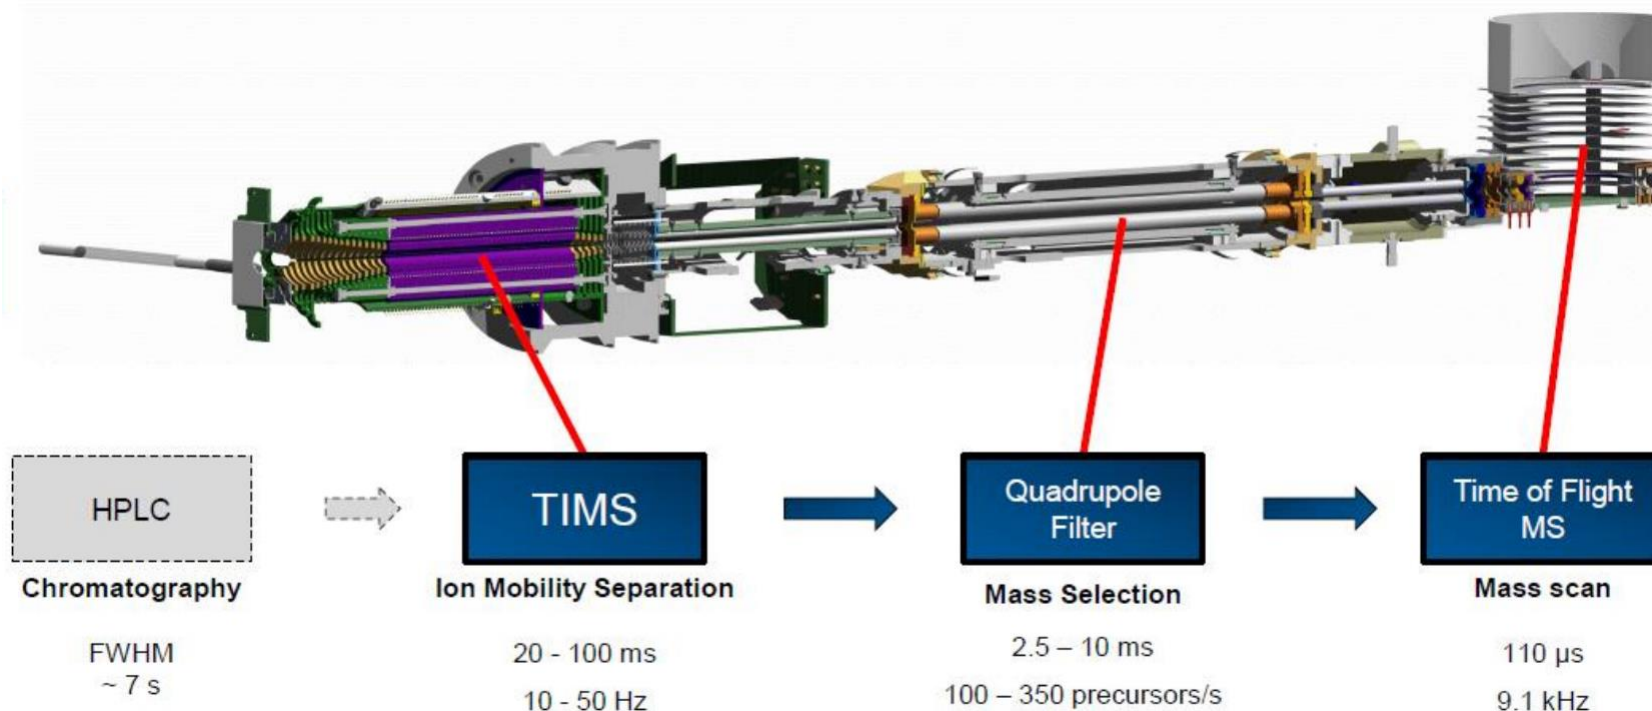 HPLC
Chromatography
FWHM
~ 7 s
TIMS
Ion Mobility Separation
20 - 100 ms
10 - 50 Hz
Quadrupole
Filter
Mass Selection
2.5 – 10 ms
100 – 350 precursors/s
Time of Flight
MS
Mass scan
110 µs
9.1 kHz